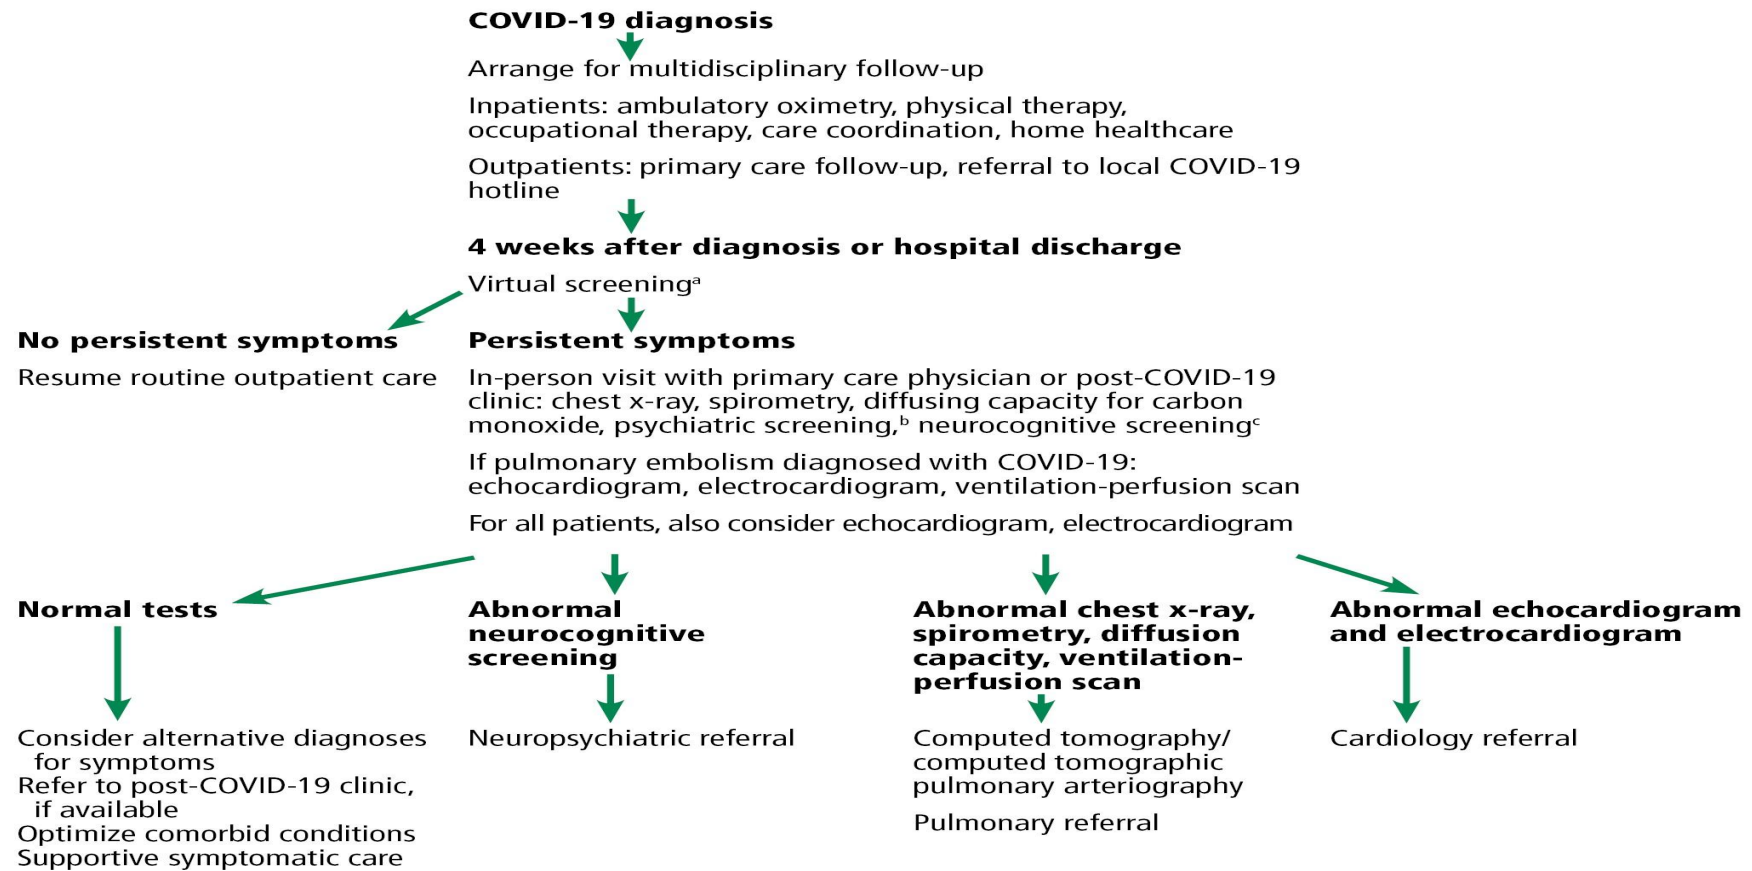 COVID-19 diagnosis
Arrange for multidisciplinary follow-up
Inpatients: ambulatory oximetry, physical therapy,
occupational therapy, care coordination, home healthcare
Outpatients: primary care follow-up, referral to local COVID-19
hotline
4 weeks after diagnosis or hospital discharge
Virtual screeningᵃ
No persistent symptoms
Resume routine outpatient care
Persistent symptoms
In-person visit with primary care physician or post-COVID-19
clinic: chest x-ray, spirometry, diffusing capacity for carbon
monoxide, psychiatric screening,ᵇ neurocognitive screeningᶜ
If pulmonary embolism diagnosed with COVID-19:
echocardiogram, electrocardiogram, ventilation-perfusion scan
For all patients, also consider echocardiogram, electrocardiogram
Normal tests
Consider alternative diagnoses
for symptoms
Refer to post-COVID-19 clinic,
if available
Optimize comorbid conditions
Supportive symptomatic care
Abnormal
neurocognitive
screening
Neuropsychiatric referral
Abnormal chest x-ray,
spirometry, diffusion
capacity, ventilation-
perfusion scan
Computed tomography/
computed tomographic
pulmonary arteriography
Pulmonary referral
Abnormal echocardiogram
and electrocardiogram
Cardiology referral